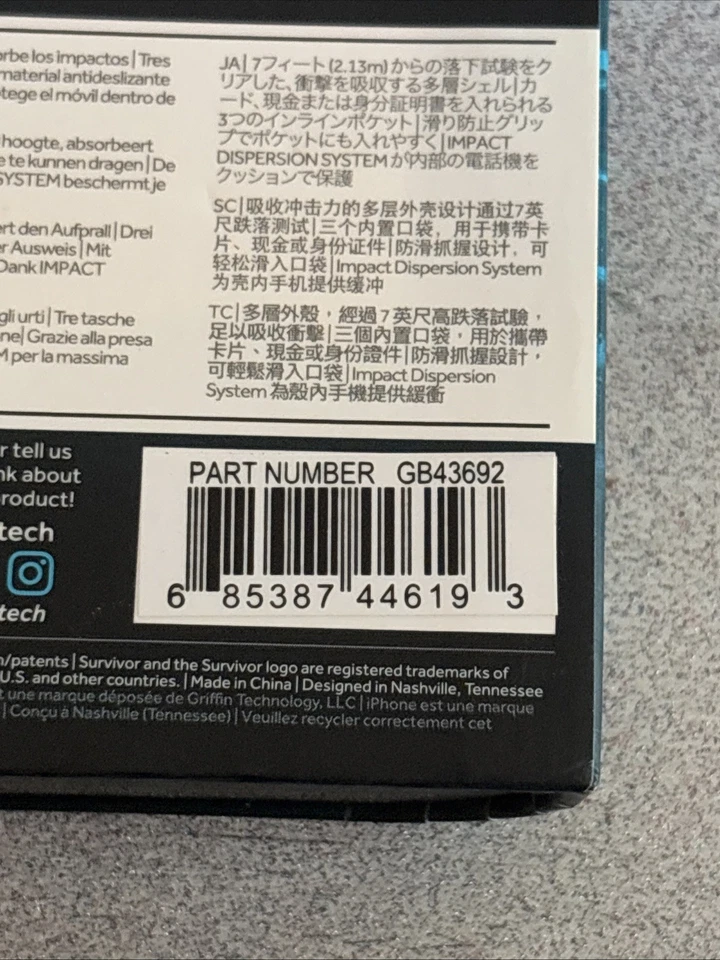 rbe los impactos | Tres
material antideslizante
tege el móvil dentro de
hoogte, absorbeert
e te kunnen dragen | De
SYSTEM beschermt je
ert den Aufprall | Drei
r Ausweis | Mit
Dank IMPACT
gli urti | Tre tasche
ne| Grazie alla presa
M per la massima
JA| 7フィート (2.13m) からの落下試験をク
リアした、衝撃を吸収する多層シェル|カ
ード、現金または身分証明書を入れられる
3つのインラインポケット|滑り防止グリッ
プでポケットにも入れやすく|IMPACT
DISPERSION SYSTEM が内部の電話機を
クッションで保護
SC|吸收冲击力的多层外壳设计通过7英
尺跌落测试|三个内置口袋，用于携带卡
片、现金或身份证件|防滑抓握设计，可
轻松滑入口袋|Impact Dispersion System
为壳内手机提供缓冲
TC|多層外殼，經過 7 英尺高跌落試驗，
足以吸收衝擊|三個內置口袋，用於攜帶
卡片、現金或身份證件|防滑抓握設計，
可輕鬆滑入口袋|Impact Dispersion
System 為殼內手機提供緩衝
r tell us
nk about
roduct!
tech
tech
PART NUMBER GB43692
6 85387 44619 3
n/patents | Survivor and the Survivor logo are registered trademarks of
U.S. and other countries. | Made in China | Designed in Nashville, Tennessee
t une marque déposée de Griffin Technology, LLC | iPhone est une marque
| Conçu à Nashville (Tennessee) | Veuillez recycler correctement cet